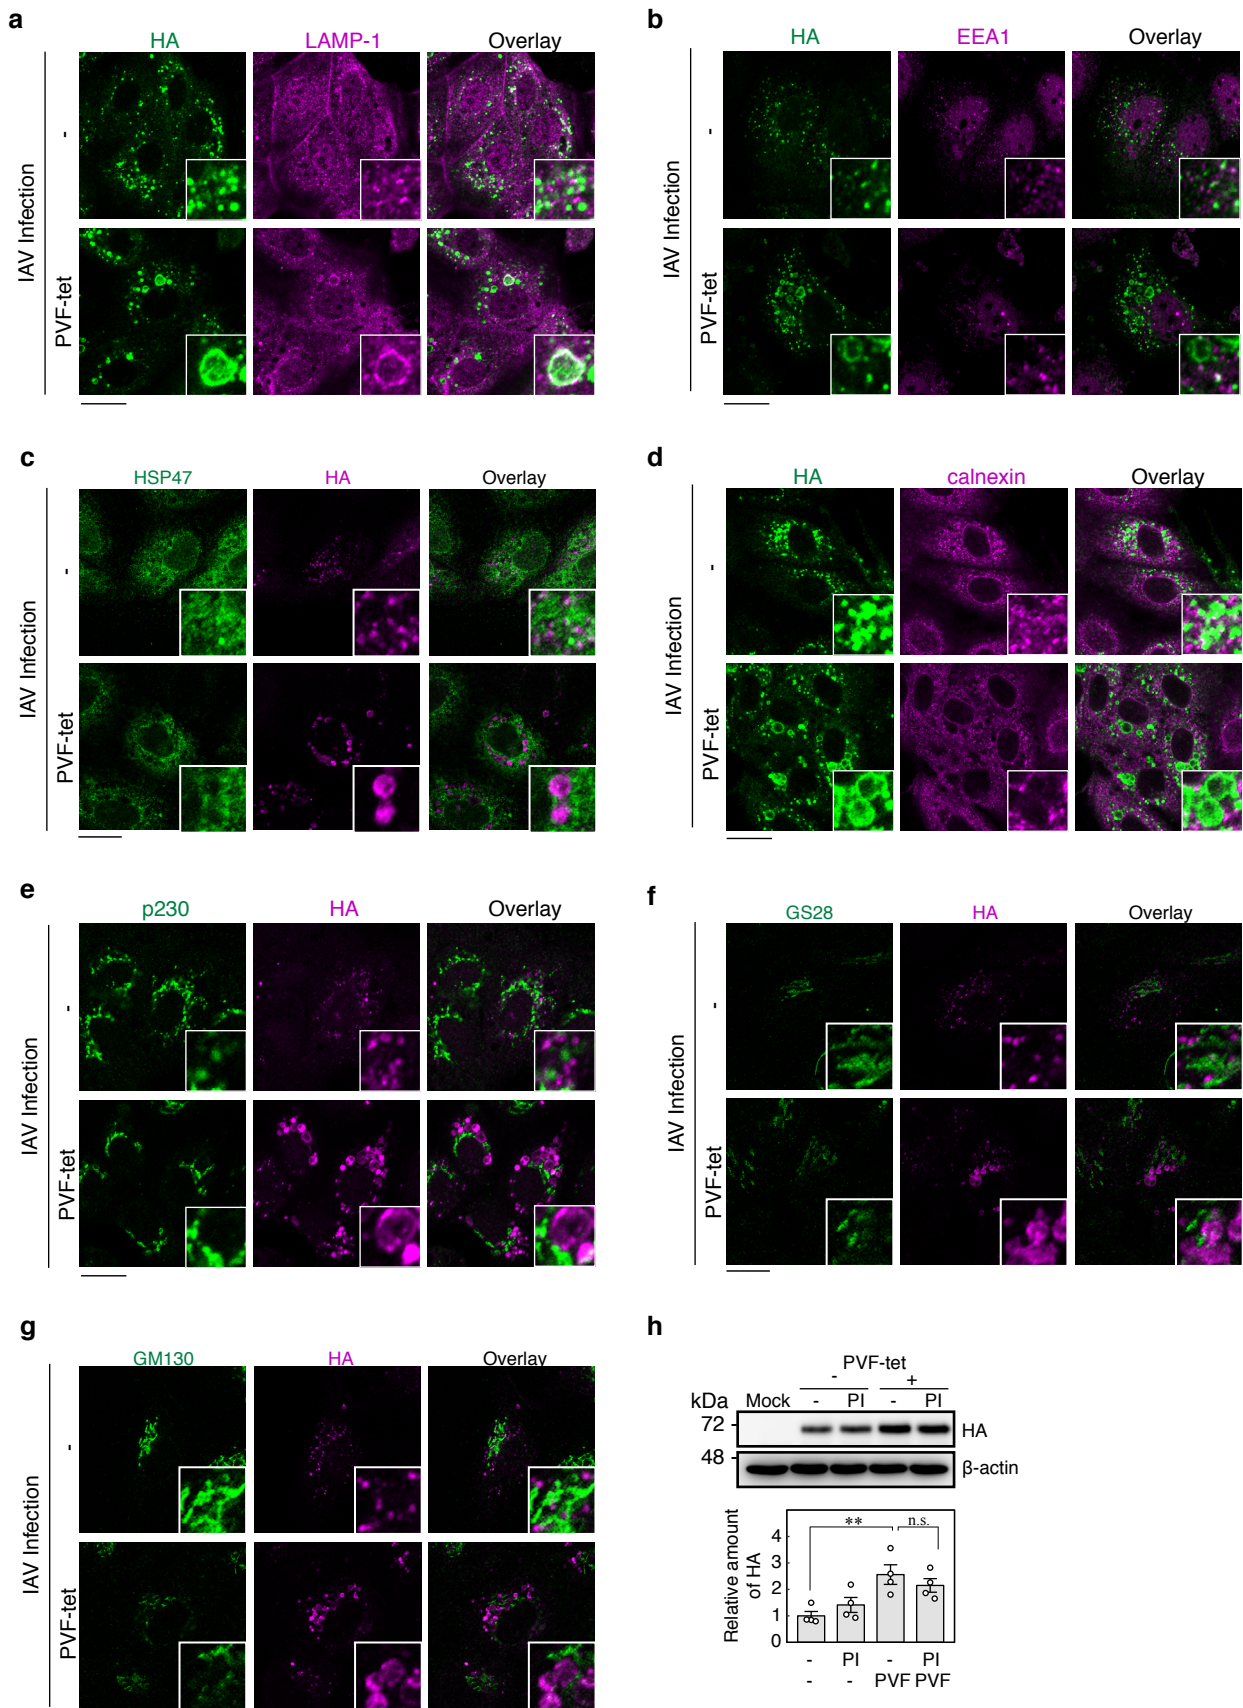 a
HA LAMP-1 Overlay
IAV Infection
-
PVF-tet
b
HA EEA1 Overlay
IAV Infection
-
PVF-tet
c
HSP47 HA Overlay
IAV Infection
-
PVF-tet
d
HA calnexin Overlay
IAV Infection
-
PVF-tet
e
p230 HA Overlay
IAV Infection
-
PVF-tet
f
GS28 HA Overlay
IAV Infection
-
PVF-tet
g
GM130 HA Overlay
IAV Infection
-
PVF-tet
h
PVF-tet
- +
kDa Mock - PI - PI
72 HA
48 β-actin
Relative amount
of HA
4
3
2
1
0
** n.s.
- PI - PI
- - PVF PVF